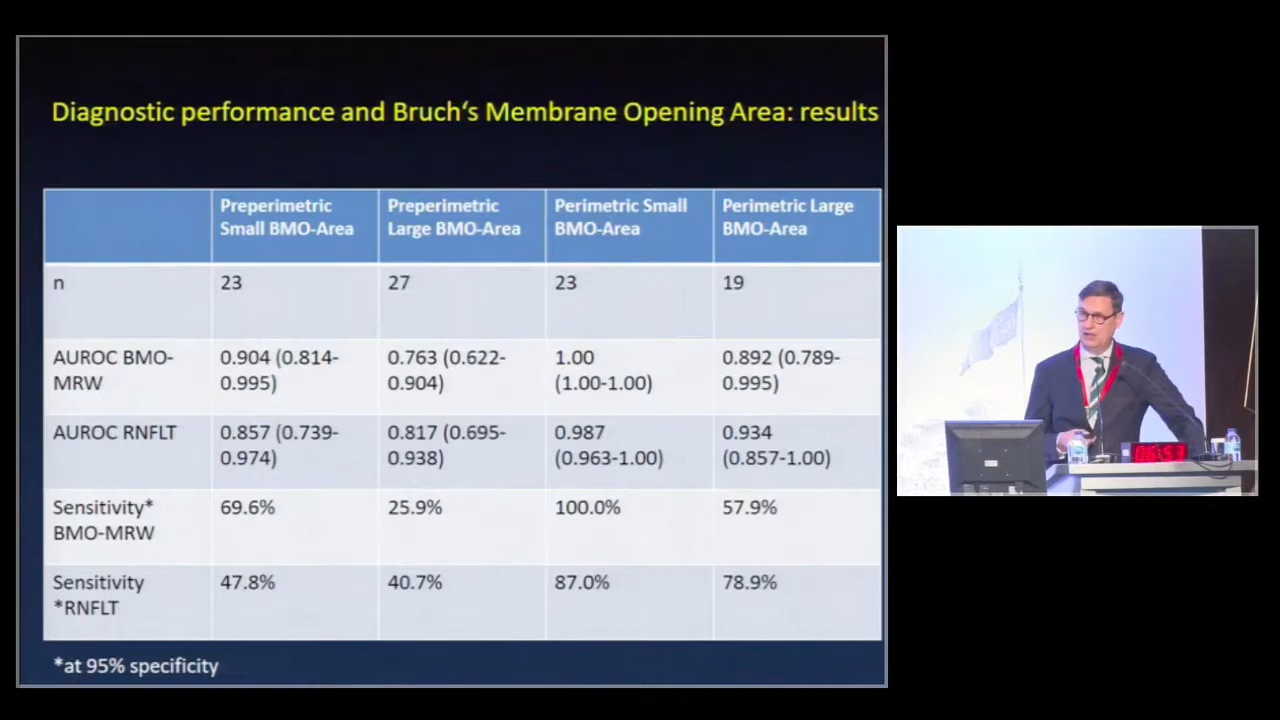 Diagnostic performance and Bruch‘s Membrane Opening Area: results
Preperimetric Small BMO-Area
Preperimetric Large BMO-Area
Perimetric Small BMO-Area
Perimetric Large BMO-Area
n 23 27 23 19
AUROC BMO-MRW 0.904 (0.814-0.995) 0.763 (0.622-0.904) 1.00 (1.00-1.00) 0.892 (0.789-0.995)
AUROC RNFLT 0.857 (0.739-0.974) 0.817 (0.695-0.938) 0.987 (0.963-1.00) 0.934 (0.857-1.00)
Sensitivity* BMO-MRW 69.6% 25.9% 100.0% 57.9%
Sensitivity *RNFLT 47.8% 40.7% 87.0% 78.9%
*at 95% specificity